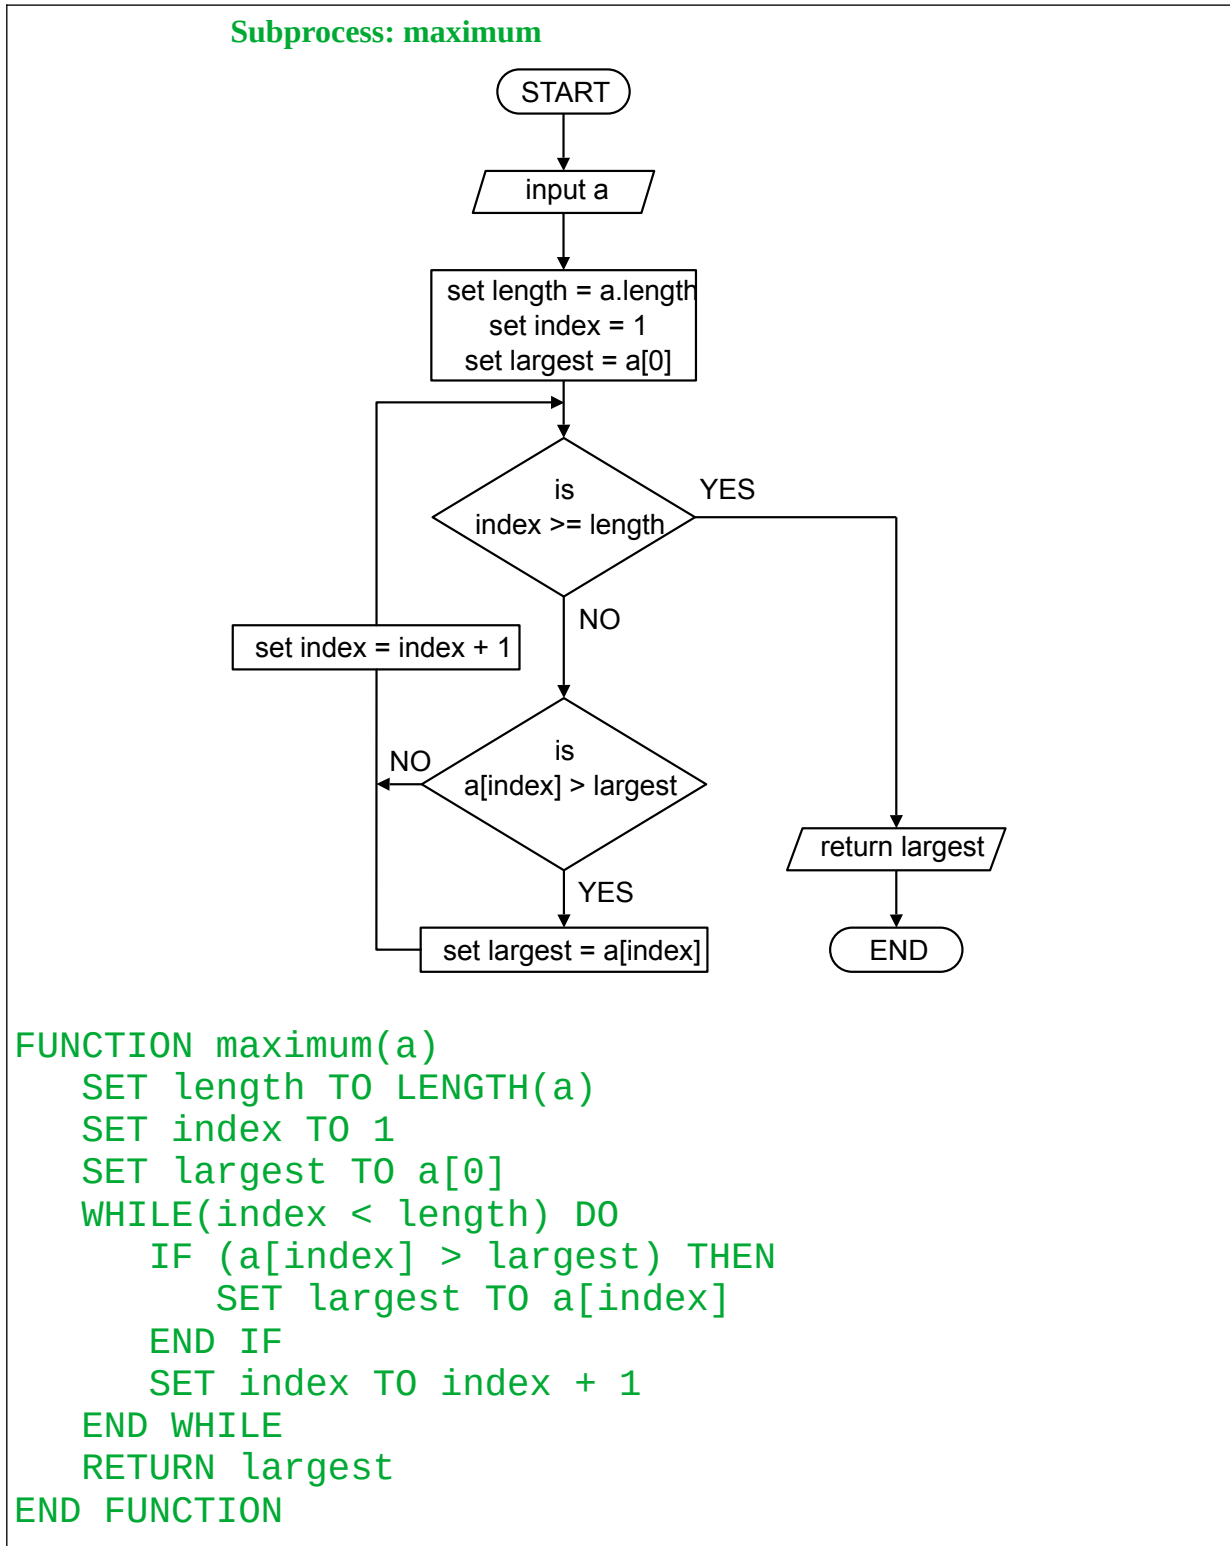 Subprocess: maximum
START
input a
set length = a.length
set index = 1
set largest = a[0]
is
index >= length
YES
NO
set index = index + 1
is
a[index] > largest
NO
YES
set largest = a[index]
return largest
END
FUNCTION maximum(a)
   SET length TO LENGTH(a)
   SET index TO 1
   SET largest TO a[0]
   WHILE(index < length) DO
      IF (a[index] > largest) THEN
         SET largest TO a[index]
      END IF
      SET index TO index + 1
   END WHILE
   RETURN largest
END FUNCTION